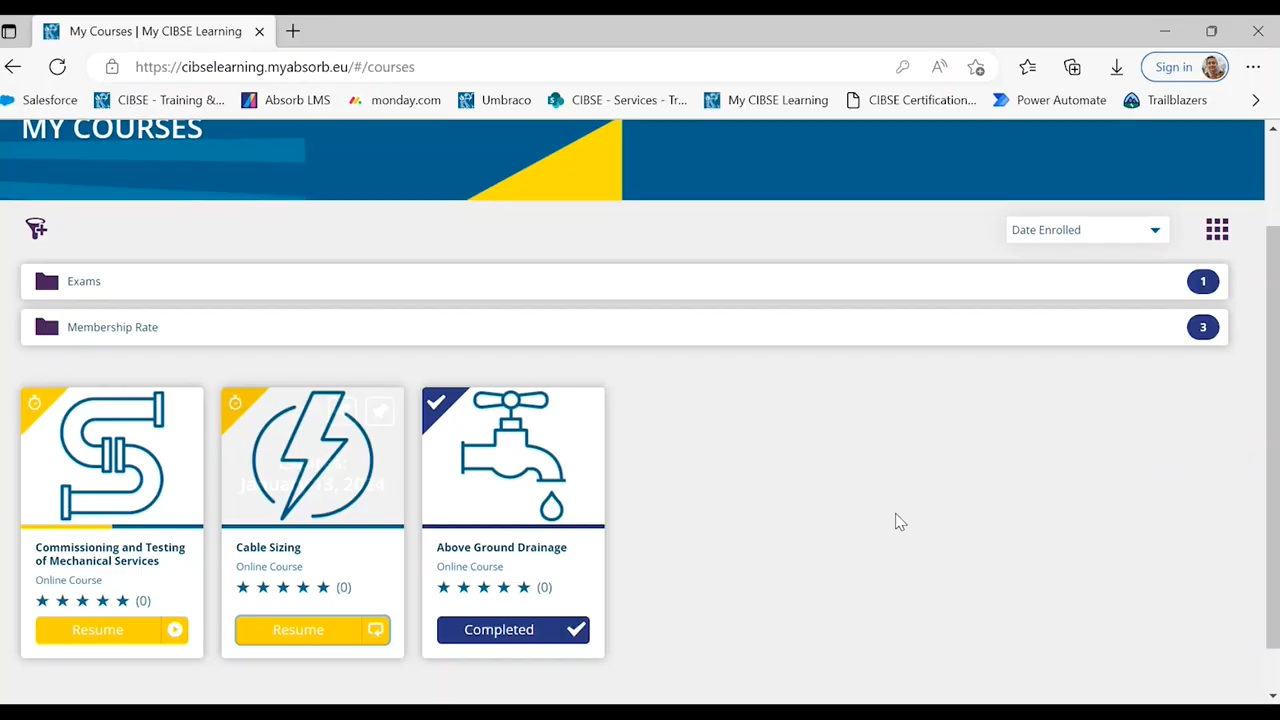 My Courses | My CIBSE Learning
https://cibselearning.myabsorb.eu/#/courses
Sign in
Salesforce
CIBSE - Training &...
Absorb LMS
monday.com
Umbraco
CIBSE - Services - Tr...
My CIBSE Learning
CIBSE Certification...
Power Automate
Trailblazers
MY COURSES
Date Enrolled
Exams
1
Membership Rate
3
Commissioning and Testing
of Mechanical Services
Online Course
(0)
Resume
Cable Sizing
Online Course
(0)
Resume
Above Ground Drainage
Online Course
(0)
Completed